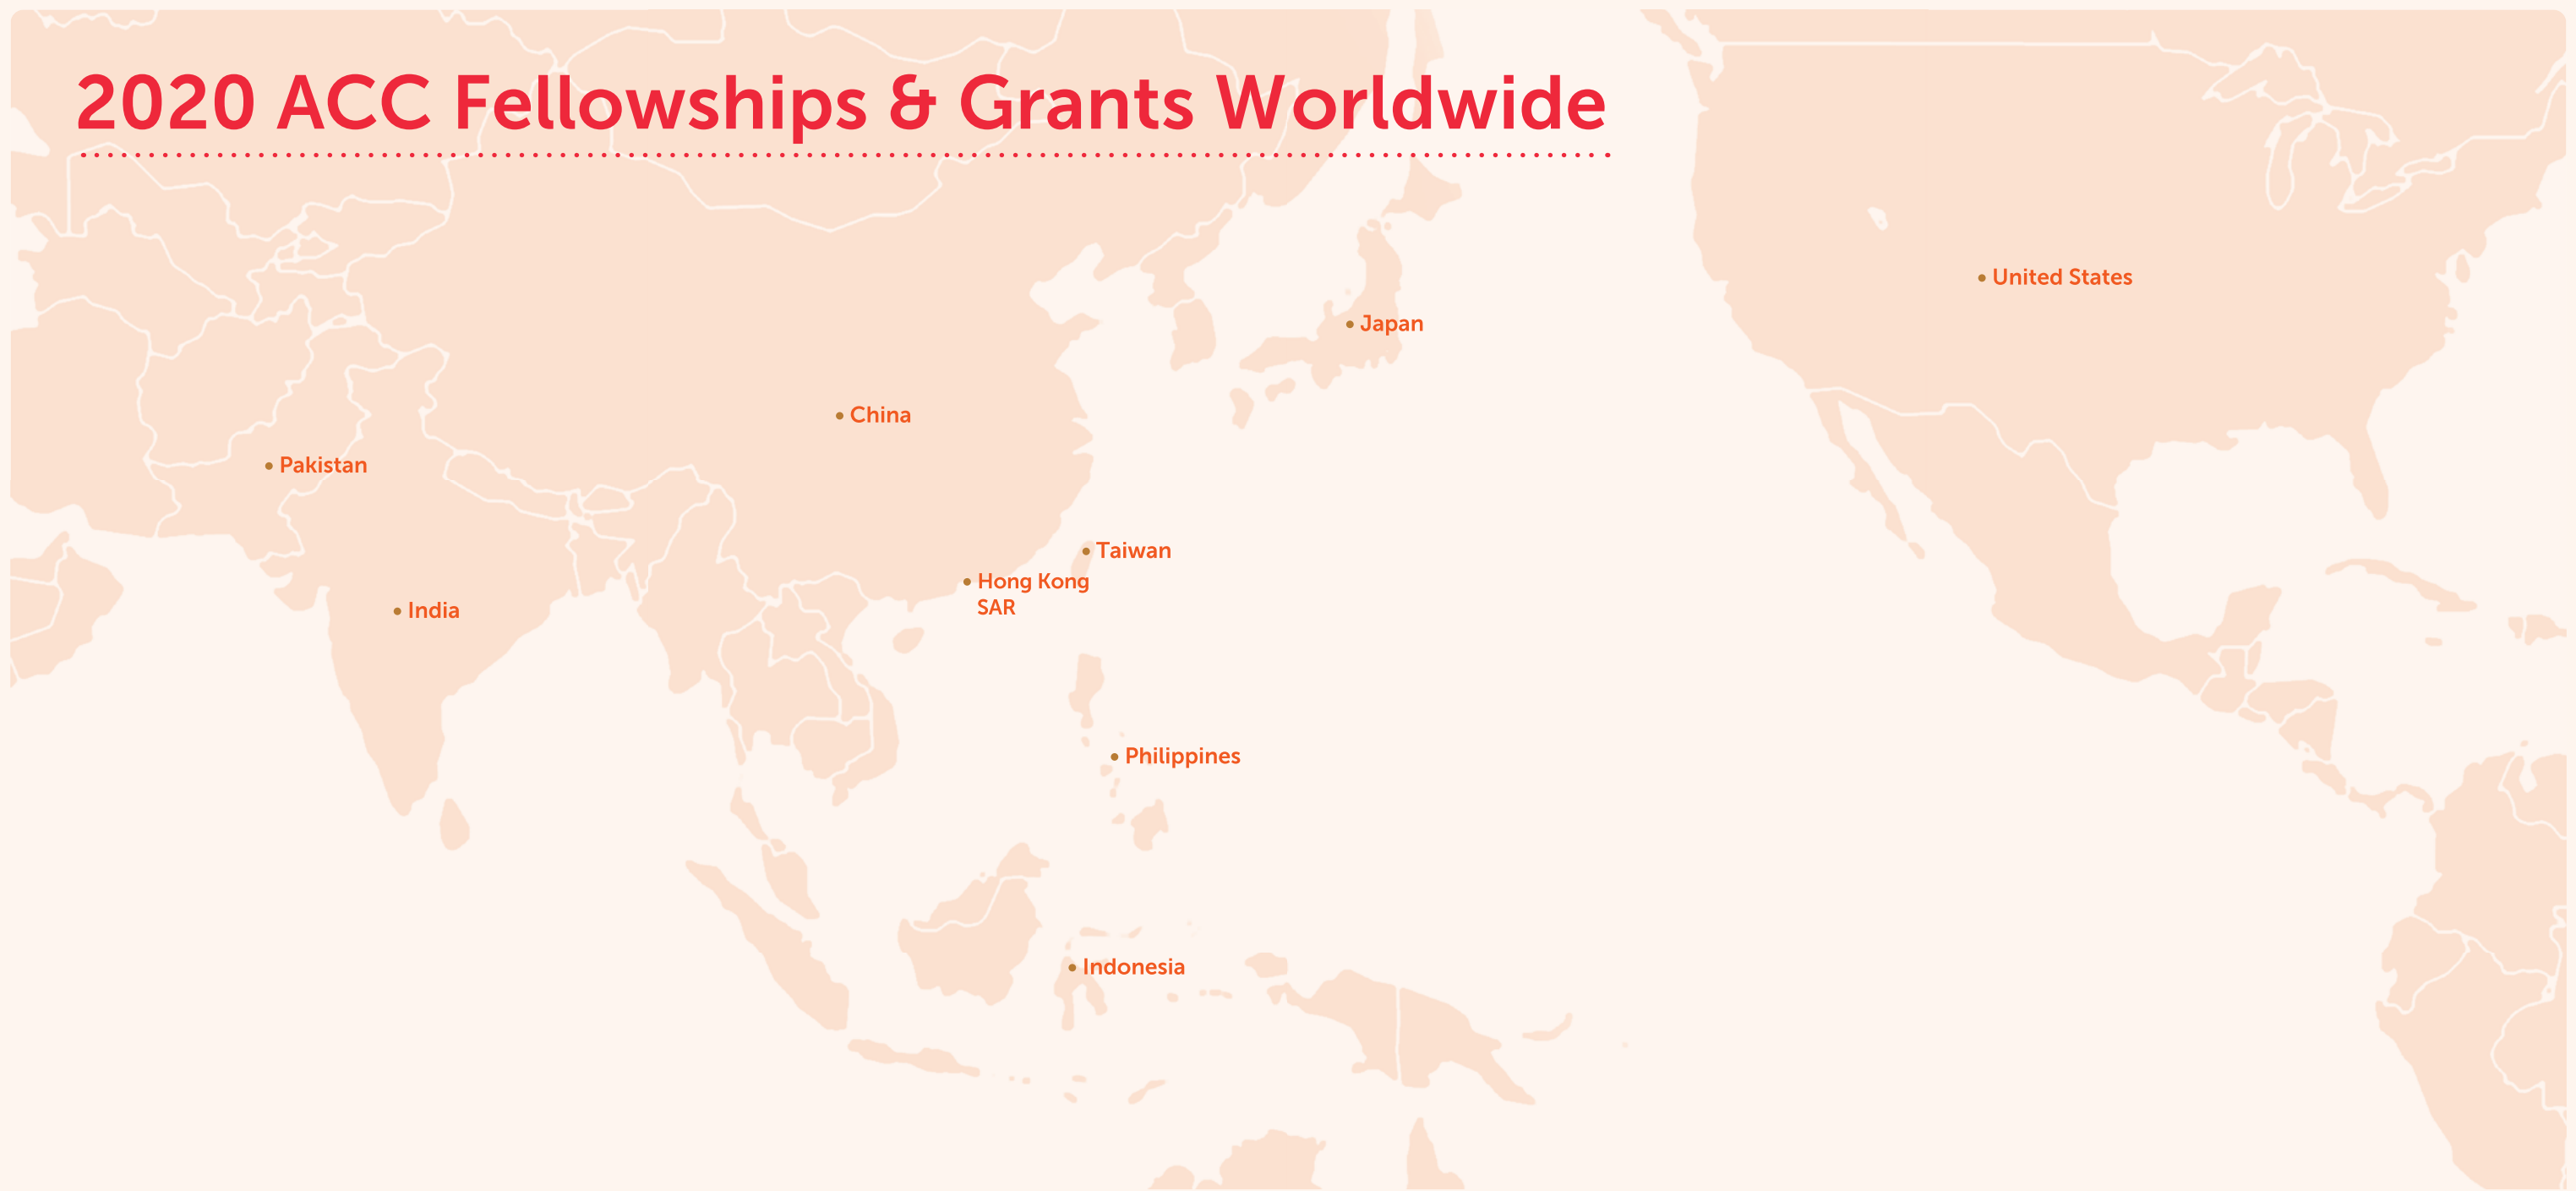 2020 ACC Fellowships & Grants Worldwide
United States
Japan
China
Pakistan
Taiwan
Hong Kong
SAR
India
Philippines
Indonesia